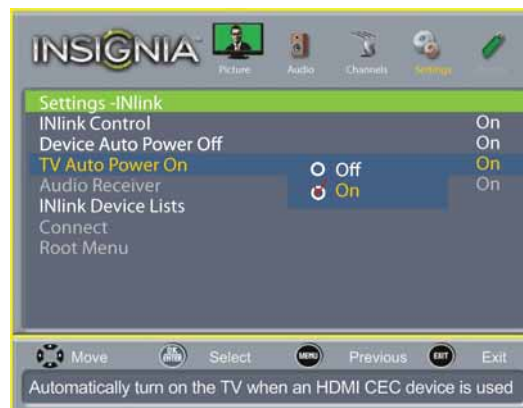 INSIGNIA
Picture Audio Channels Settings
Settings -INlink
INlink Control On
Device Auto Power Off On
TV Auto Power On Off On
On
Audio Receiver On
INlink Device Lists
Connect
Root Menu
Move OK ENTER Select MENU Previous EXIT Exit
Automatically turn on the TV when an HDMI CEC device is used